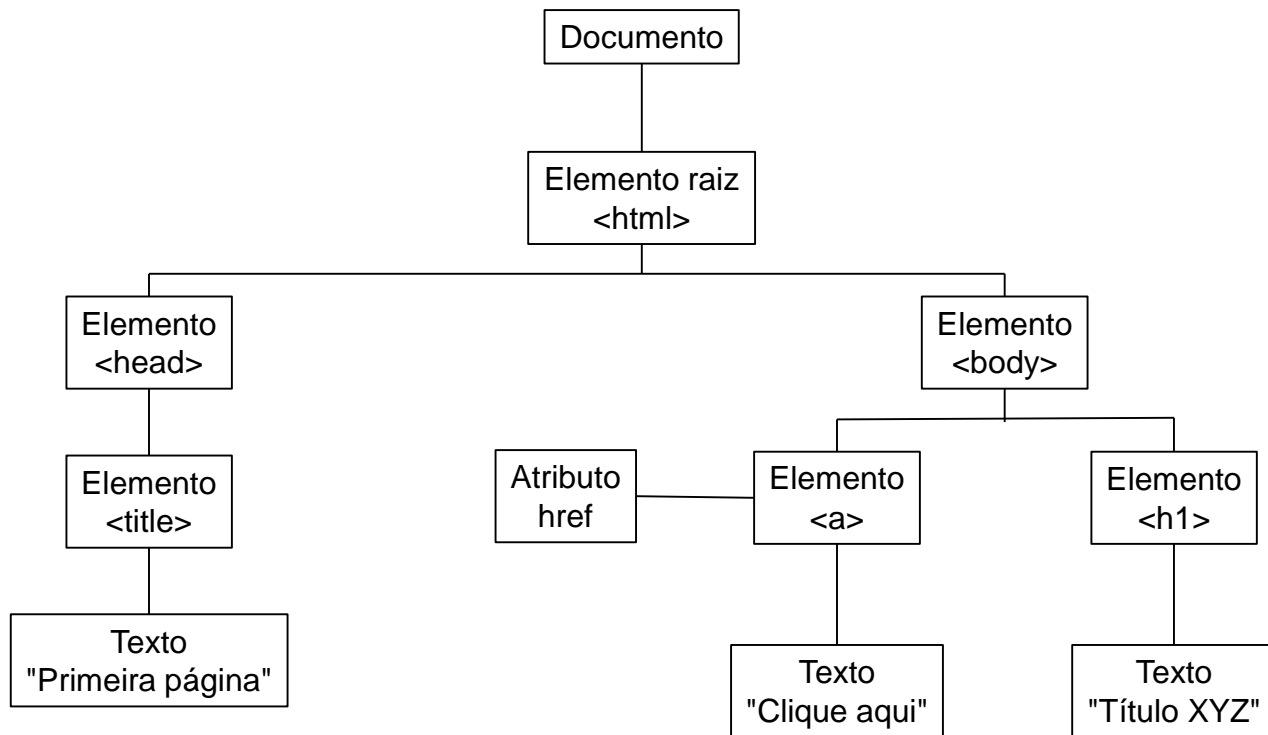 Documento
Elemento raiz
<html>
Elemento
<head>
Elemento
<body>
Elemento
<title>
Atributo
href
Elemento
<a>
Elemento
<h1>
Texto
"Primeira página"
Texto
"Clique aqui"
Texto
"Título XYZ"